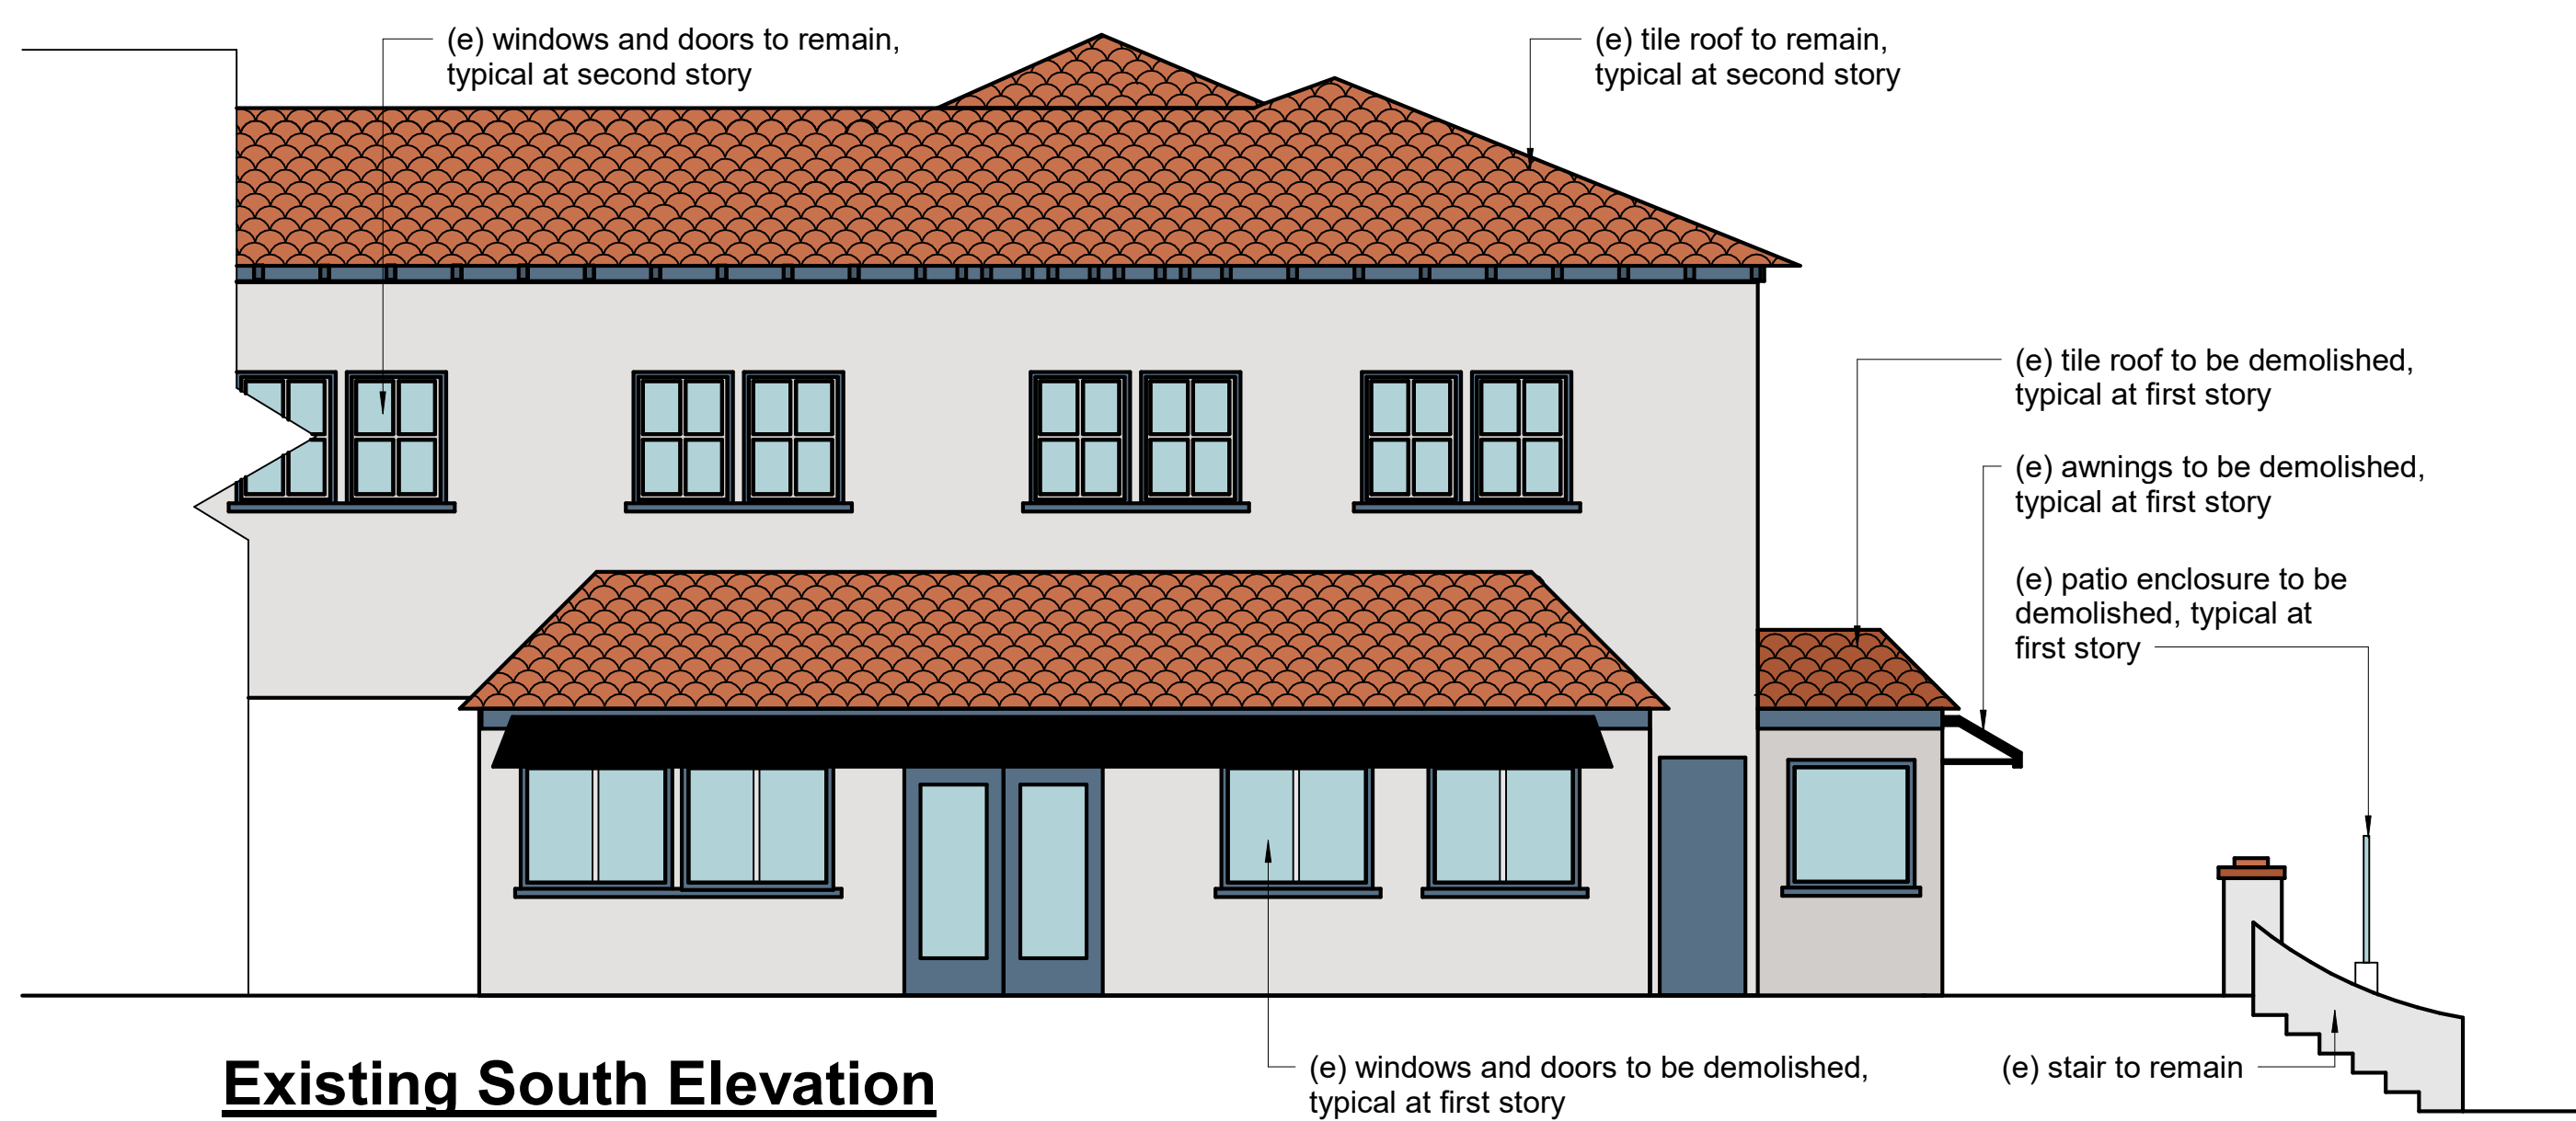 (e) windows and doors to remain,
typical at second story
(e) tile roof to remain,
typical at second story
(e) tile roof to be demolished,
typical at first story
(e) awnings to be demolished,
typical at first story
(e) patio enclosure to be
demolished, typical at
first story
(e) windows and doors to be demolished,
typical at first story
(e) stair to remain
Existing South Elevation